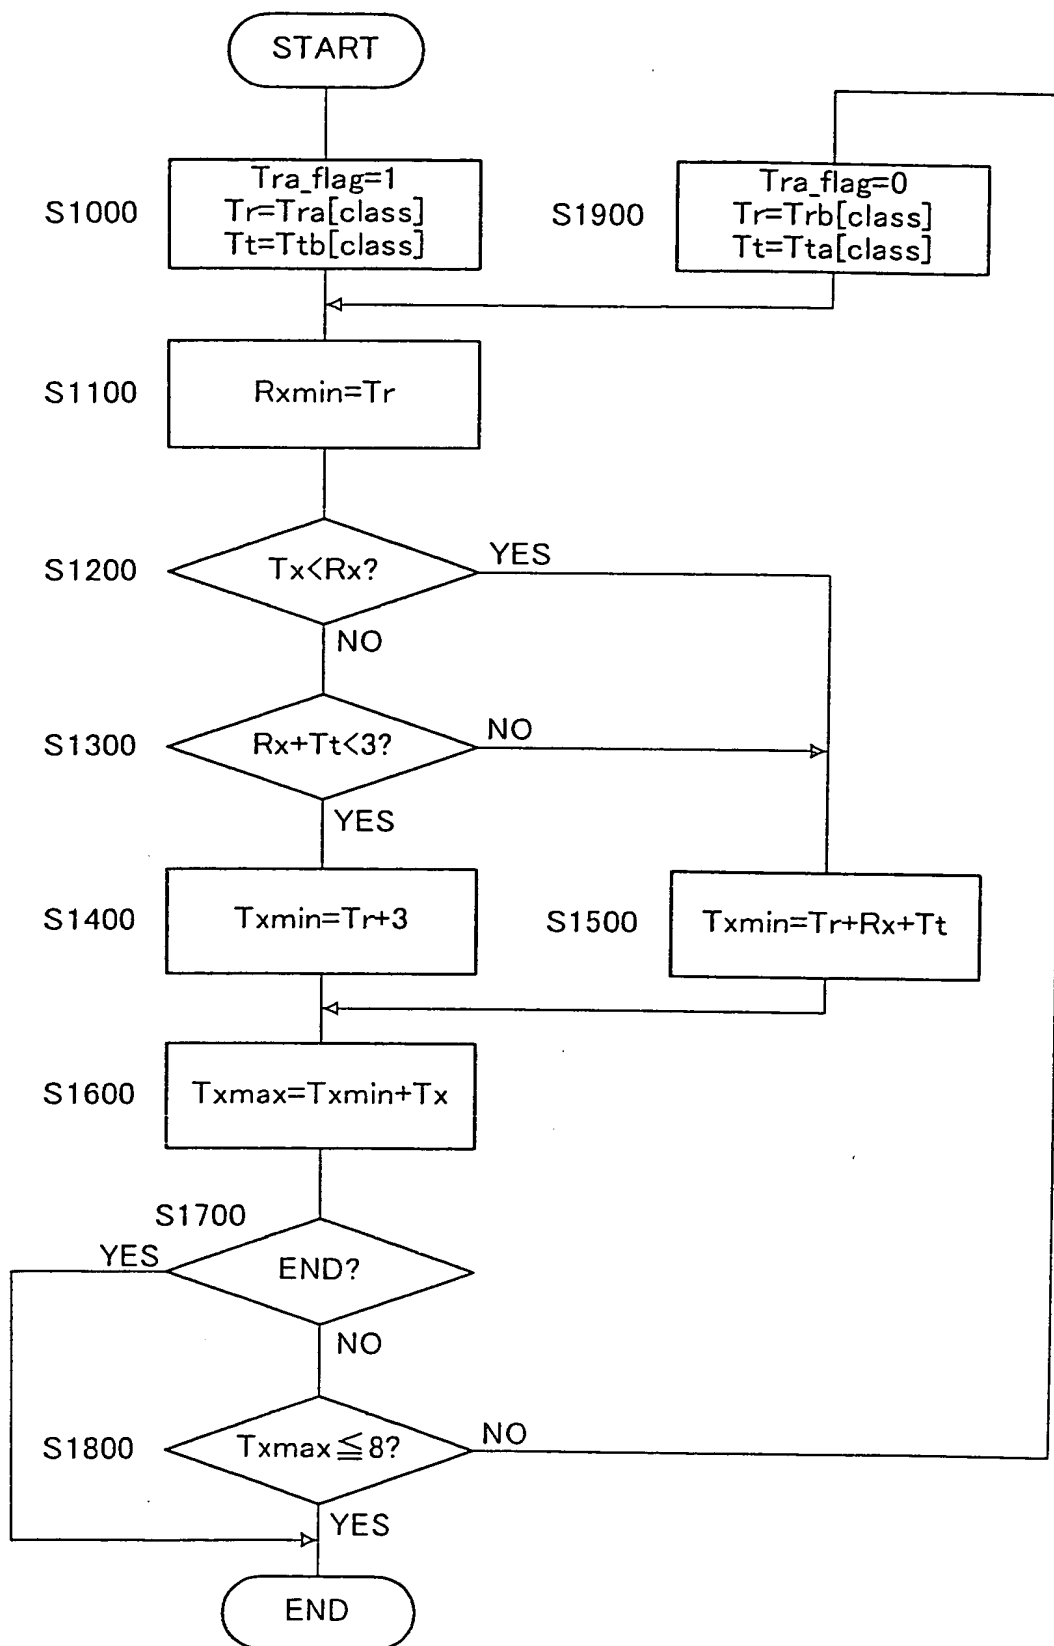 START
S1000
Tra_flag=1
Tr=Tra[class]
Tt=Ttb[class]
S1900
Tra_flag=0
Tr=Trb[class]
Tt=Tta[class]
S1100
Rxmin=Tr
S1200
Tx<Rx?
YES
NO
S1300
Rx+Tt<3?
NO
YES
S1400
Txmin=Tr+3
S1500
Txmin=Tr+Rx+Tt
S1600
Txmax=Txmin+Tx
S1700
YES
END?
NO
S1800
Txmax≦8?
NO
YES
END